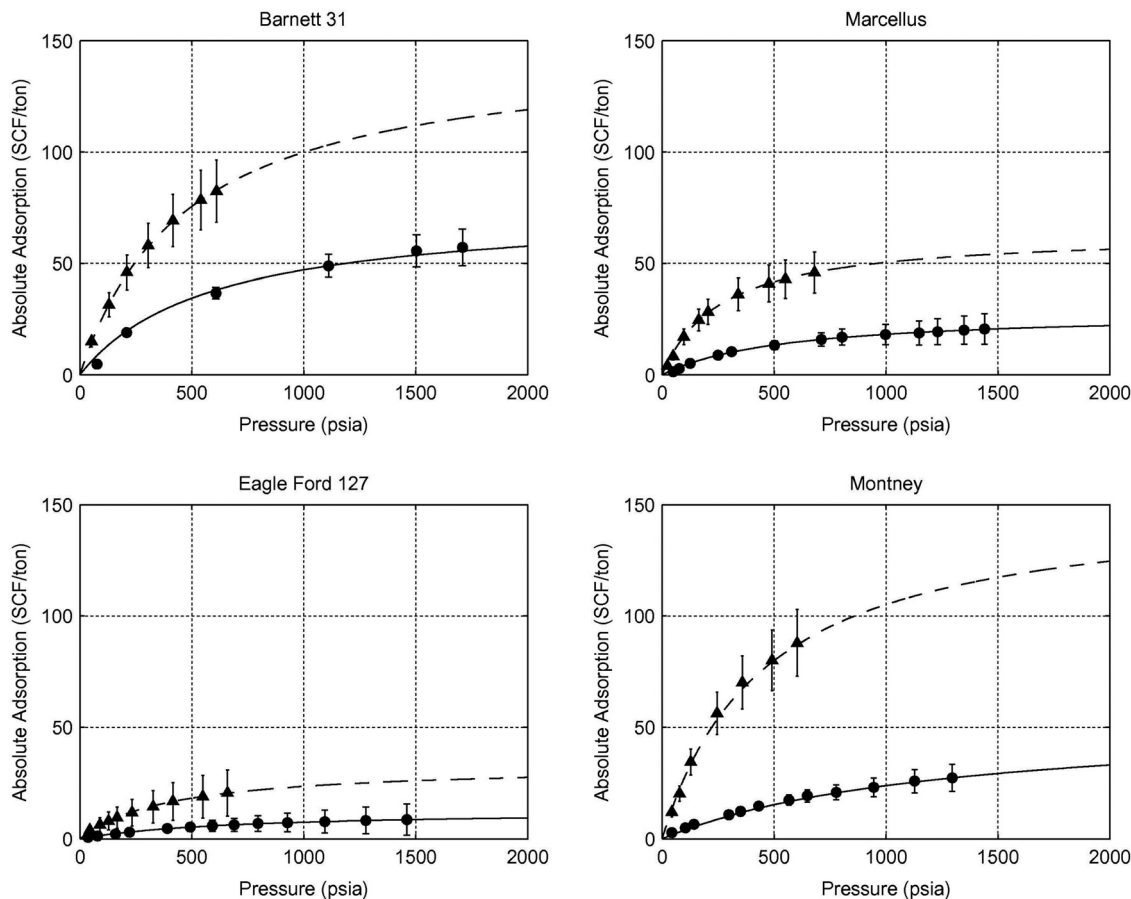 Barnett 31
150
100
50
0
0 500 1000 1500 2000
Absolute Adsorption (SCF/ton)
Pressure (psia)
Marcellus
150
100
50
0
0 500 1000 1500 2000
Absolute Adsorption (SCF/ton)
Pressure (psia)
Eagle Ford 127
150
100
50
0
0 500 1000 1500 2000
Absolute Adsorption (SCF/ton)
Pressure (psia)
Montney
150
100
50
0
0 500 1000 1500 2000
Absolute Adsorption (SCF/ton)
Pressure (psia)